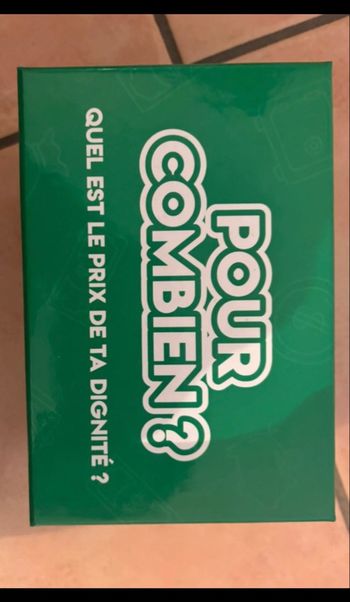 POUR
COMBIEN ?
QUEL EST LE PRIX DE TA DIGNITÉ ?